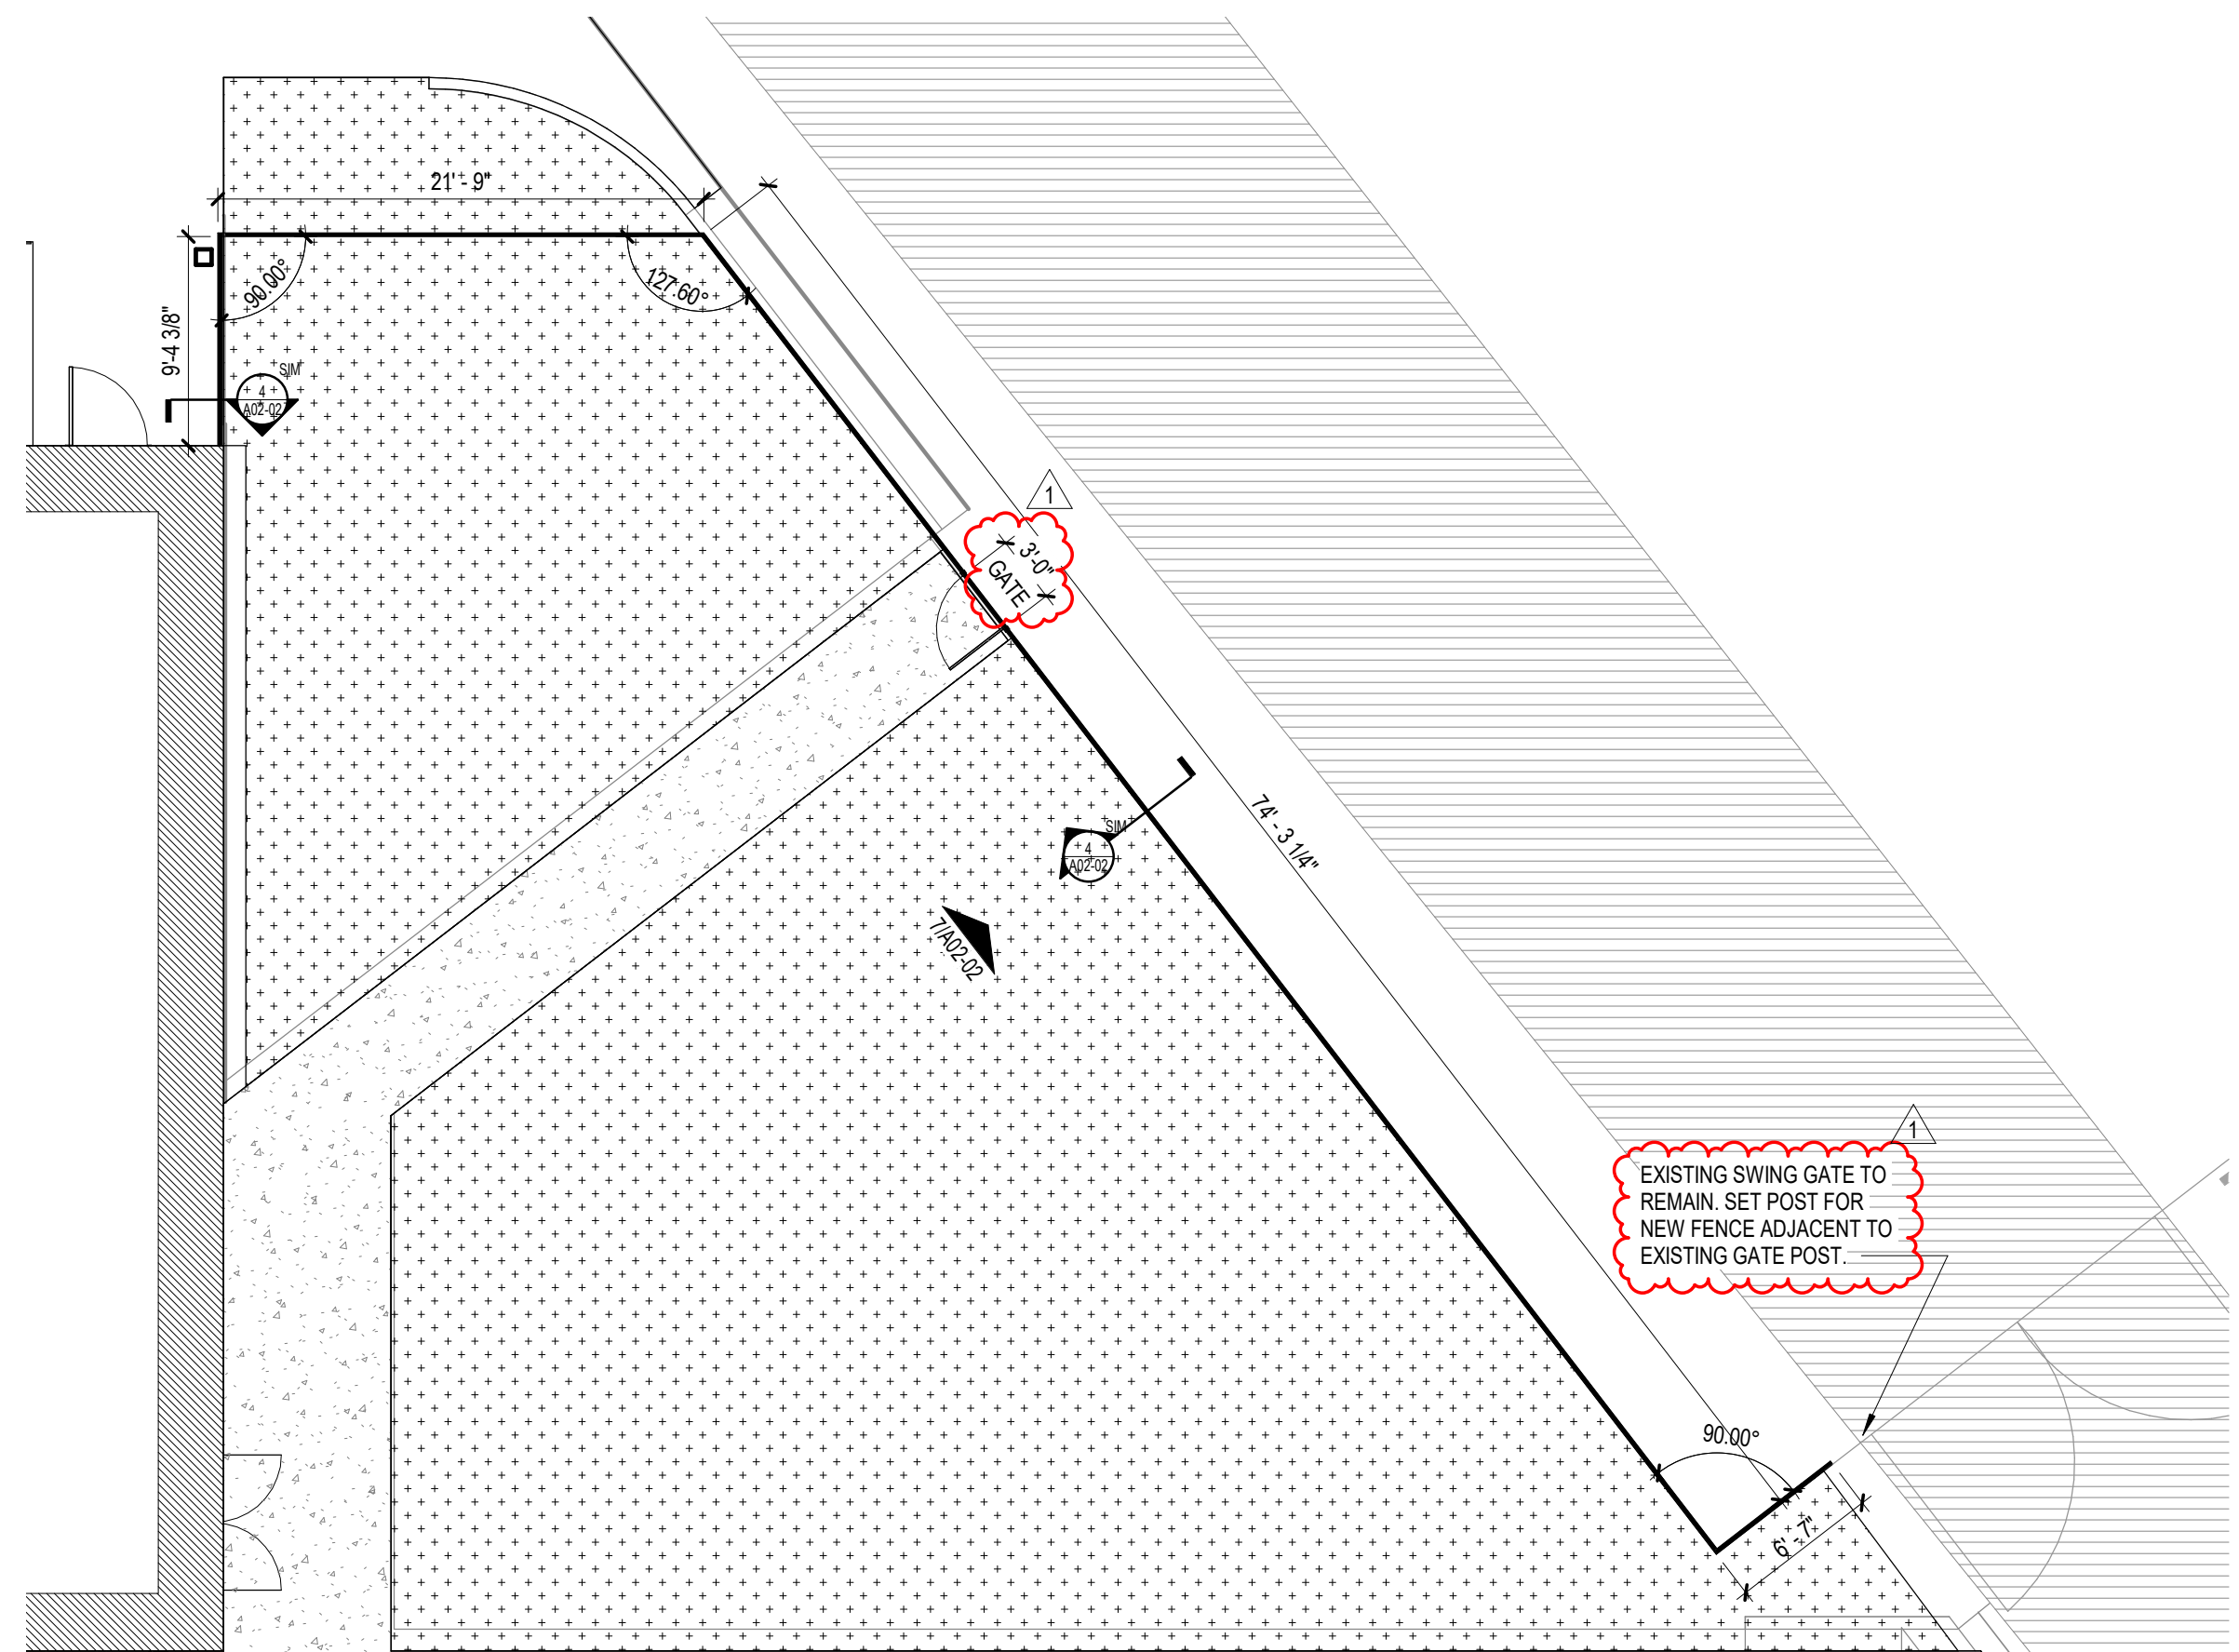 21' - 9"
90.00°
127.60°
9'-4 3/8"
SIM
4
A02-02
1
3'-0"
GATE
74' - 3 1/4"
SIM
4
A02-02
7/A02-02
1
EXISTING SWING GATE TO
REMAIN. SET POST FOR
NEW FENCE ADJACENT TO
EXISTING GATE POST.
90.00°
6' - 7"